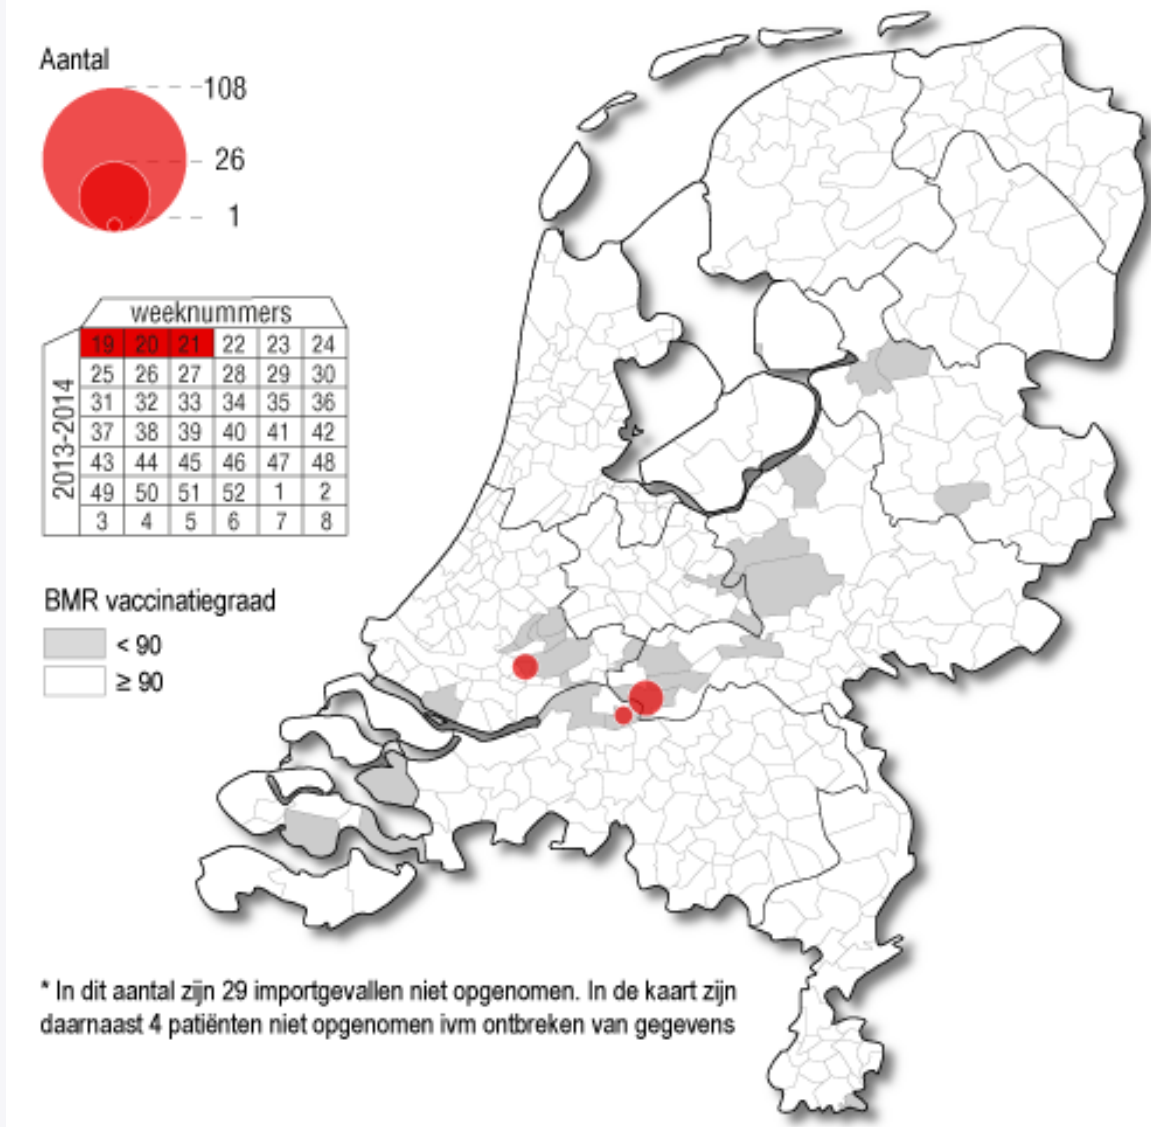 Aantal
108
26
1
weeknummers
2013-2014
19 20 21 22 23 24
25 26 27 28 29 30
31 32 33 34 35 36
37 38 39 40 41 42
43 44 45 46 47 48
49 50 51 52 1 2
3 4 5 6 7 8
BMR vaccinatiegraad
< 90
≥ 90
* In dit aantal zijn 29 importgevallen niet opgenomen. In de kaart zijn
daarnaast 4 patiënten niet opgenomen ivm ontbreken van gegevens